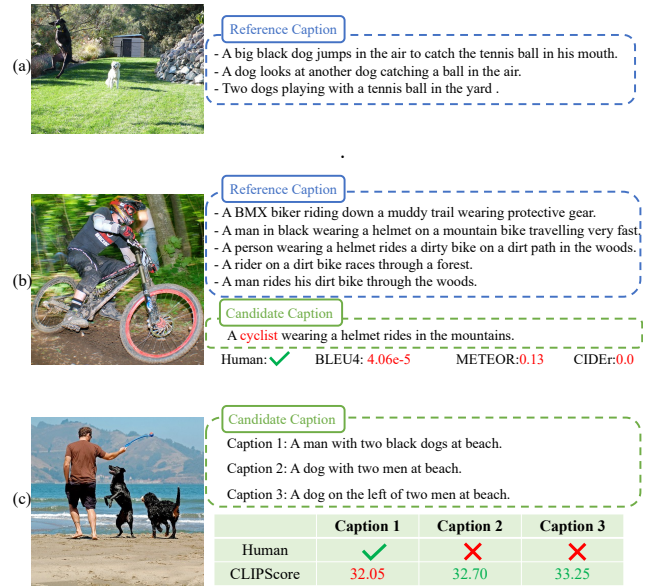 (a)
Reference Caption
- A big black dog jumps in the air to catch the tennis ball in his mouth.
- A dog looks at another dog catching a ball in the air.
- Two dogs playing with a tennis ball in the yard .
.
(b)
Reference Caption
- A BMX biker riding down a muddy trail wearing protective gear.
- A man in black wearing a helmet on a mountain bike travelling very fast.
- A person wearing a helmet rides a dirty bike on a dirt path in the woods.
- A rider on a dirt bike races through a forest.
- A man rides his dirt bike through the woods.
Candidate Caption
A cyclist wearing a helmet rides in the mountains.
Human: ✓ BLEU4: 4.06e-5 METEOR:0.13 CIDEr:0.0
(c)
Candidate Caption
Caption 1: A man with two black dogs at beach.
Caption 2: A dog with two men at beach.
Caption 3: A dog on the left of two men at beach.
Caption 1 Caption 2 Caption 3
Human ✓ ✗ ✗
CLIPScore 32.05 32.70 33.25